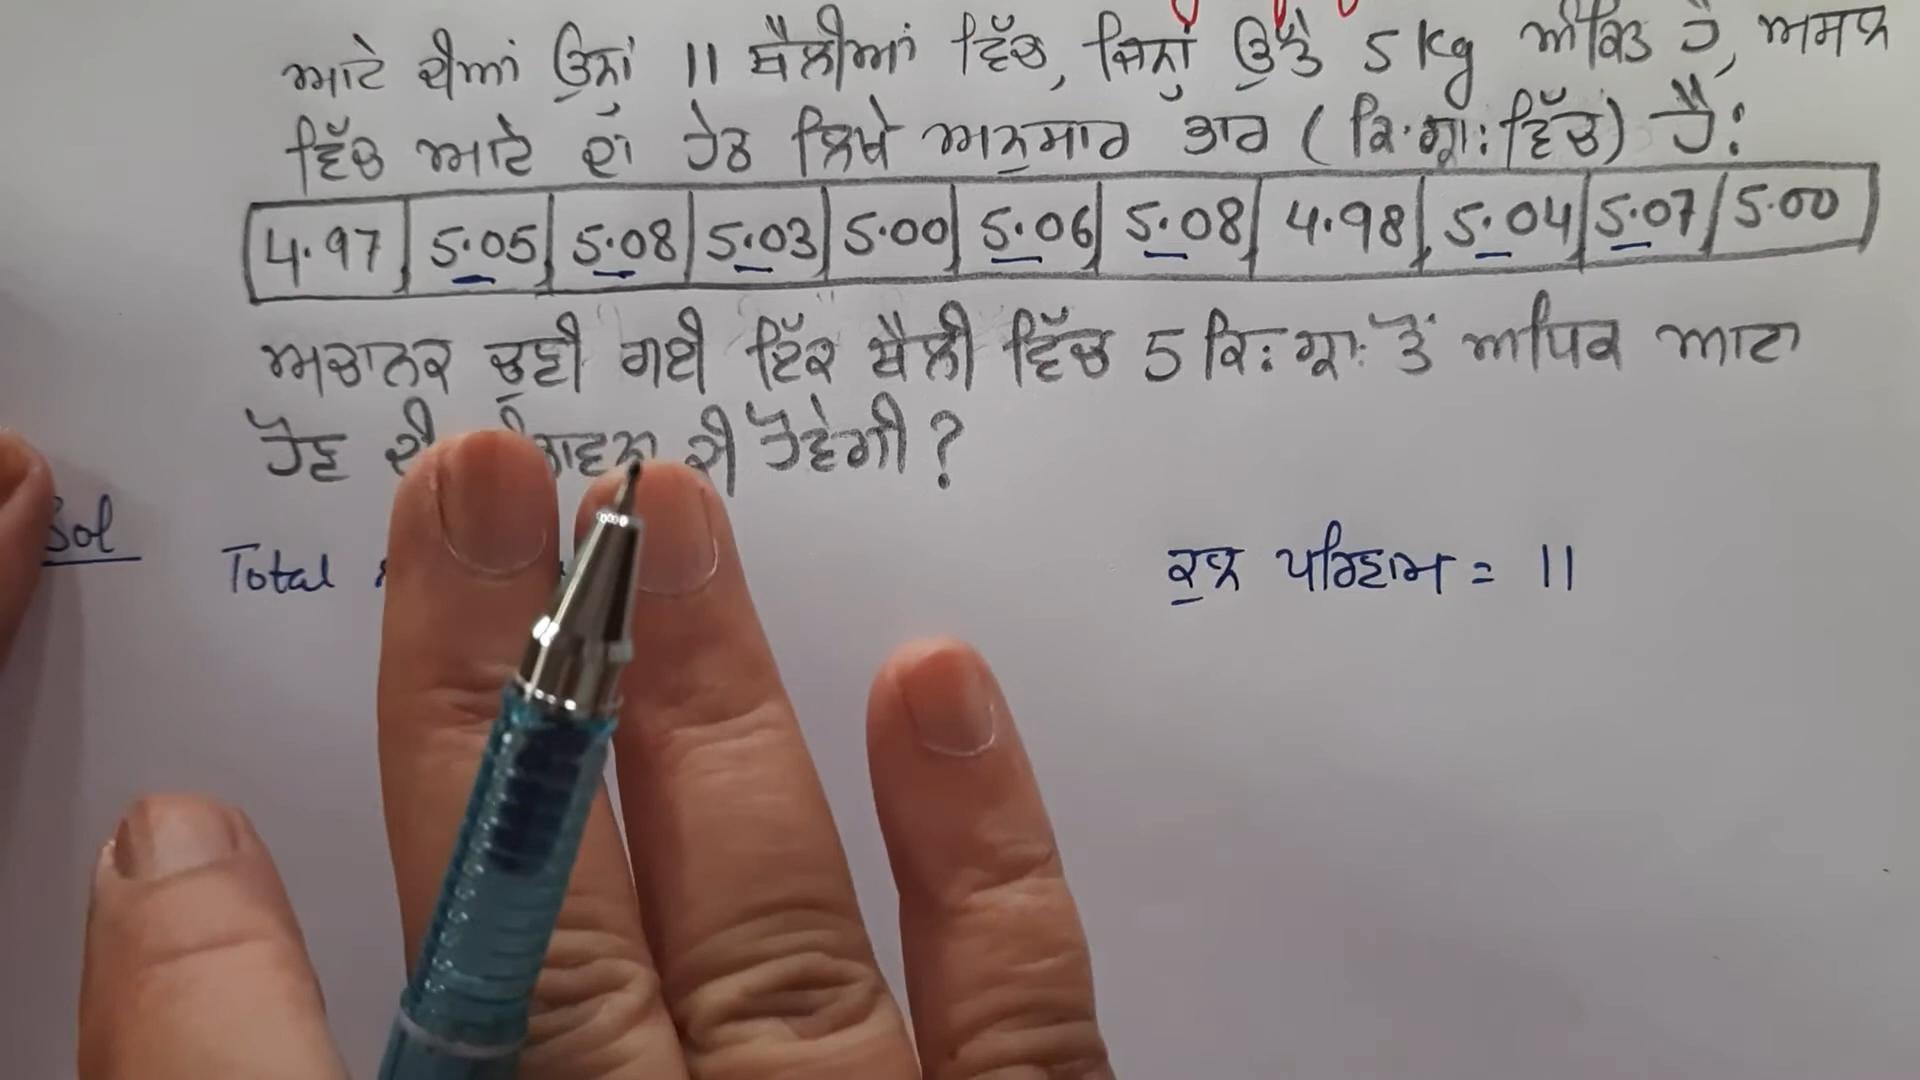 ਆਟੇ ਦੀਆਂ ਉਨ੍ਹਾਂ 11 ਥੈਲੀਆਂ ਵਿੱਚ, ਜਿਨ੍ਹਾਂ ਉੱਤੇ 5 Kg ਅੰਕਿਤ ਹੈ, ਅਸਲ
ਵਿੱਚ ਆਟੇ ਦਾ ਹੇਠ ਲਿਖੇ ਅਨੁਸਾਰ ਭਾਰ ( ਕਿ.ਗ੍ਰਾ: ਵਿੱਚ) ਹੈ:
4.97 5.05 5.08 5.03 5.00 5.06 5.08 4.98 5.04 5.07 5.00
ਅਚਾਨਕ ਚੁਣੀ ਗਈ ਇੱਕ ਥੈਲੀ ਵਿੱਚ 5 ਕਿ: ਗ੍ਰਾ: ਤੋਂ ਅਧਿਕ ਆਟਾ
ਹੋਣ ਦੀ ਕੀ ਹੋਵੇਗੀ ?
Sol Total ਕੁਲ ਪਰਿਣਾਮ = 11